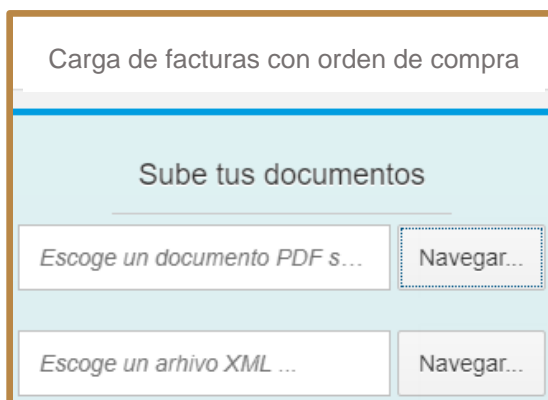 Carga de facturas con orden de compra
Sube tus documentos
Escoge un documento PDF s... Navegar...
Escoge un arhivo XML ... Navegar...